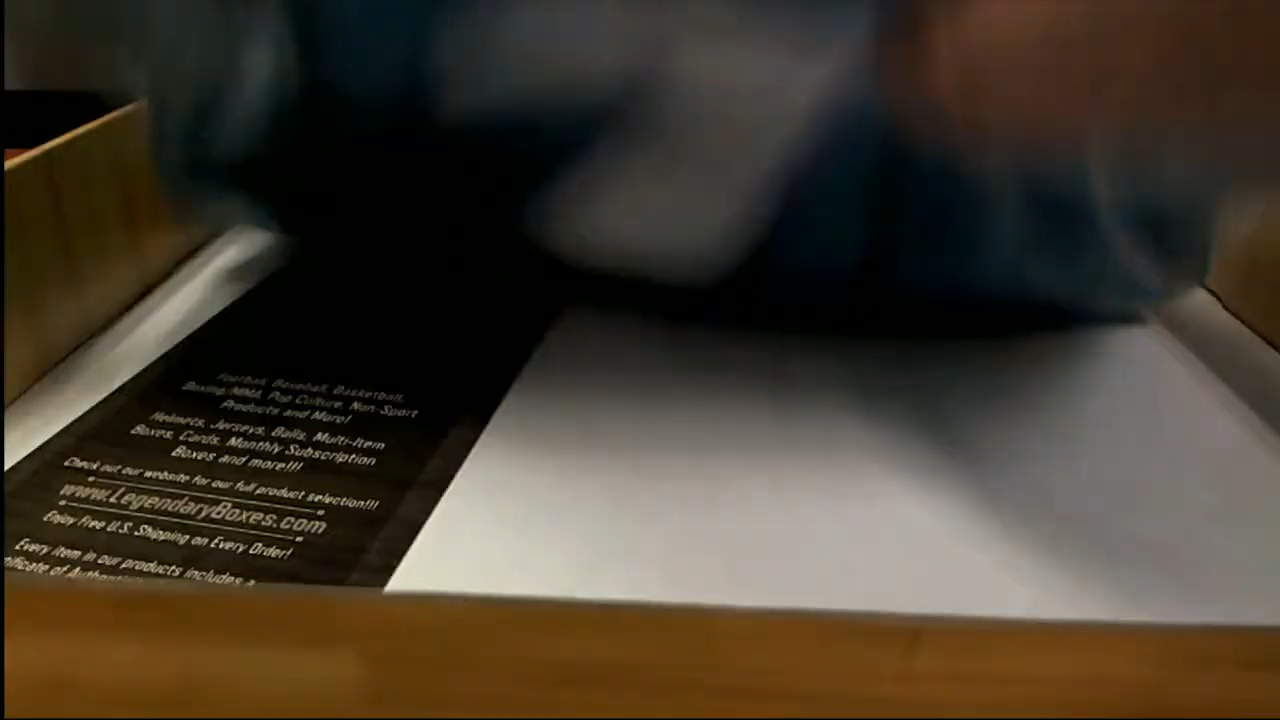 Football, Baseball, Basketball,
Boxing, MMA, Pop Culture, Non-Sport
Products and More!
Helmets, Jerseys, Balls, Multi-Item
Boxes, Cards, Monthly Subscription
Boxes and more!!!
Check out our website for our full product selection!!!
www.LegendaryBoxes.com
Enjoy Free U.S. Shipping on Every Order!
Every item in our products includes a
of